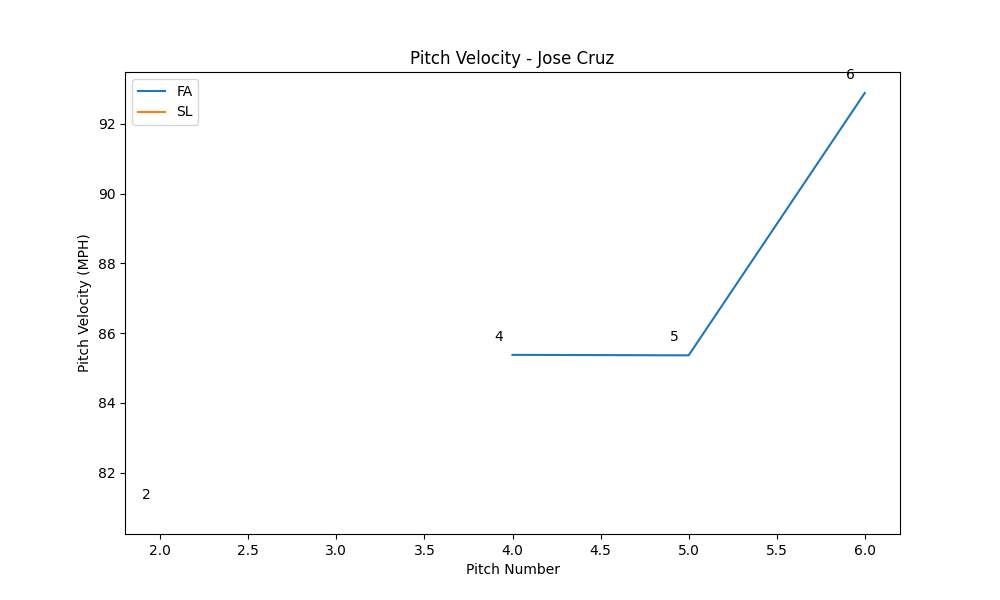 Pitch Velocity - Jose Cruz
FA
SL
6
92
90
88
Pitch Velocity (MPH)
86
4
5
84
82
2
2.0 2.5 3.0 3.5 4.0 4.5 5.0 5.5 6.0
Pitch Number